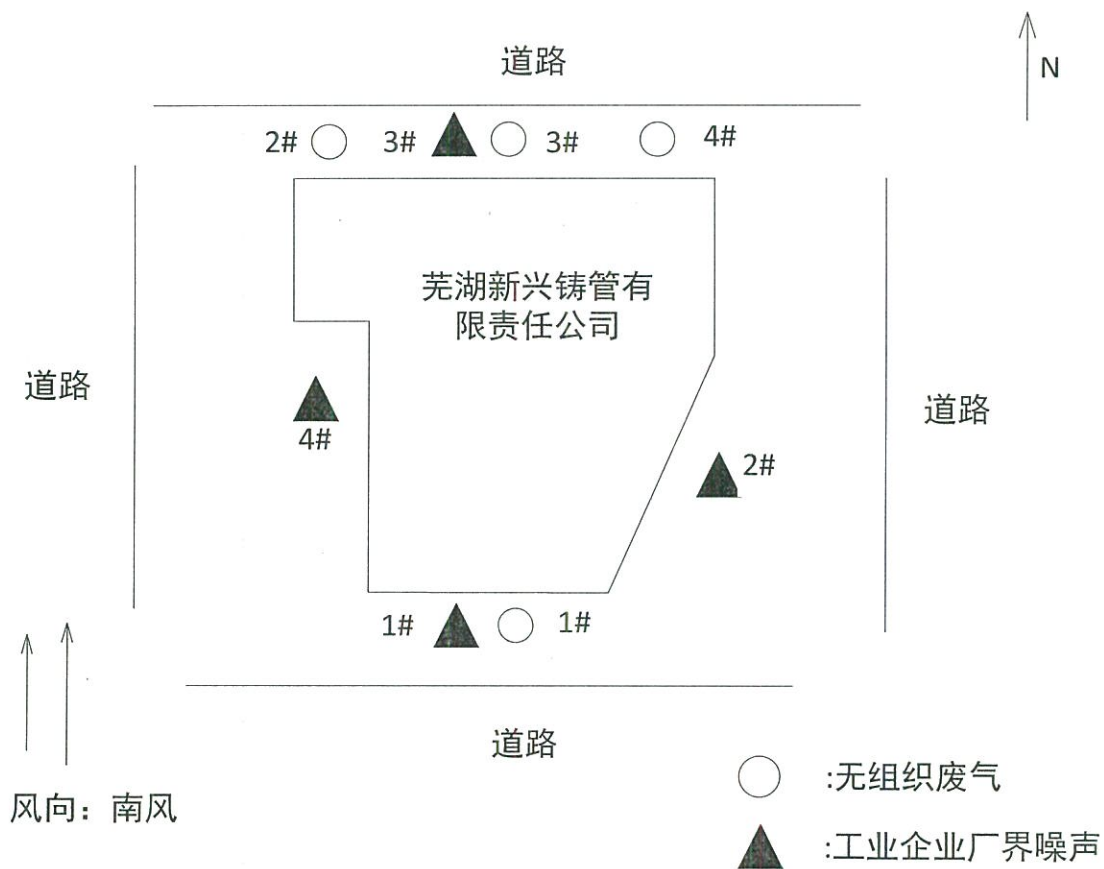 道路
N
2#
3#
3#
4#
芜湖新兴铸管有
限责任公司
道路
道路
4#
2#
1#
1#
道路
风向：南风
:无组织废气
:工业企业厂界噪声